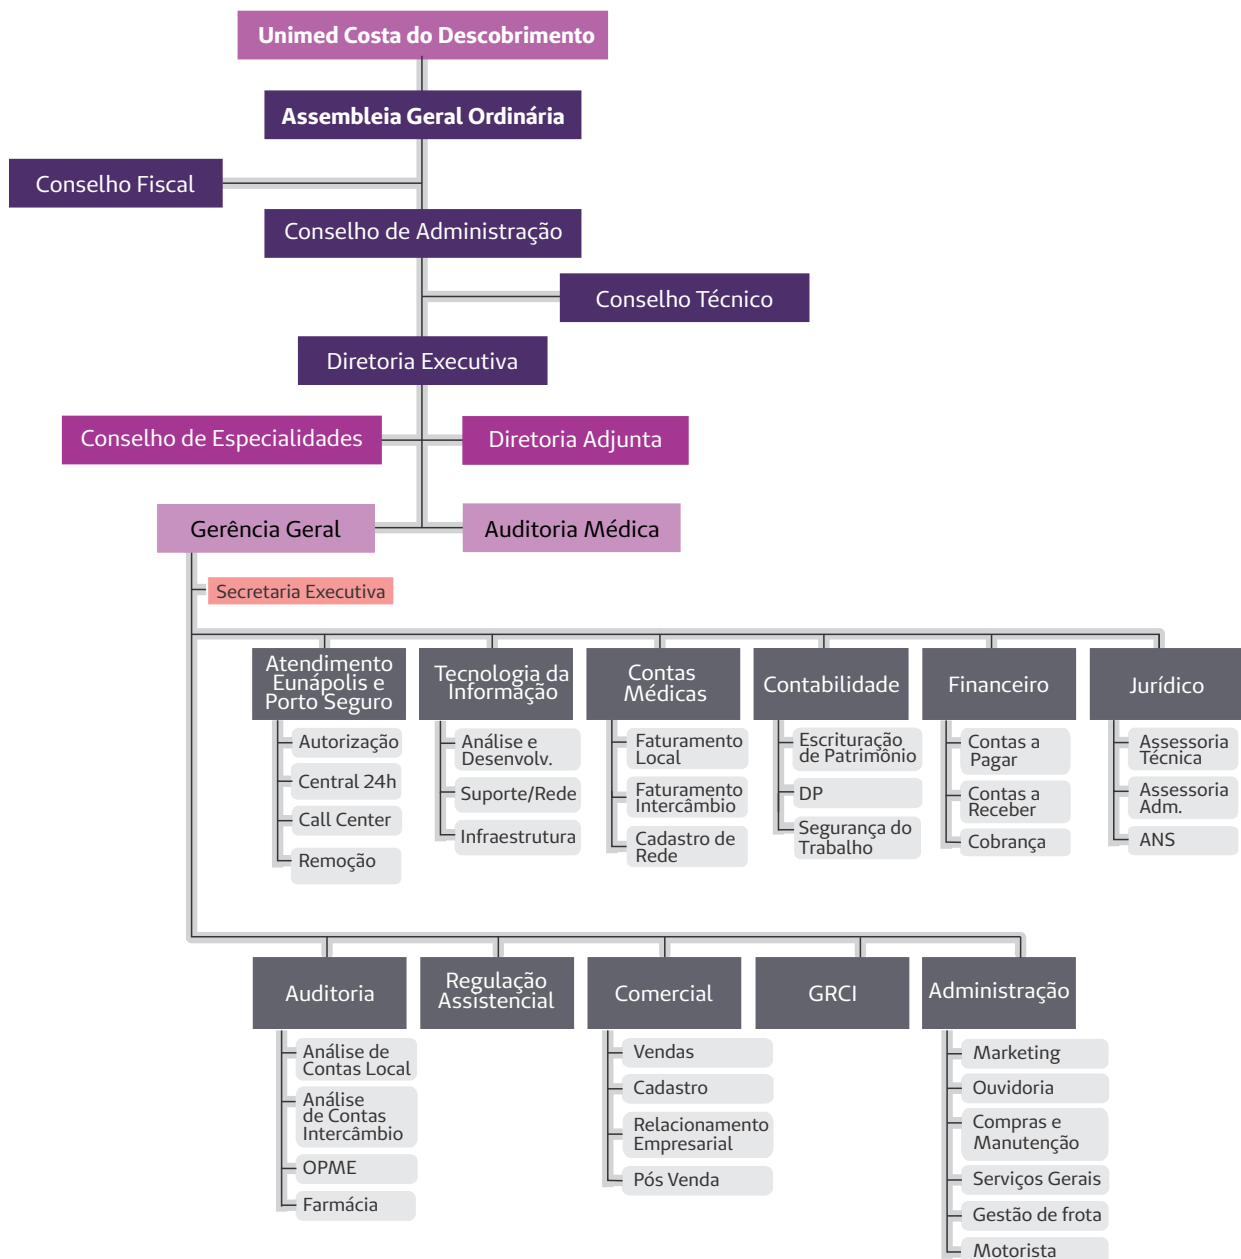 Unimed Costa do Descobrimento
Assembleia Geral Ordinária
Conselho Fiscal
Conselho de Administração
Conselho Técnico
Diretoria Executiva
Conselho de Especialidades
Diretoria Adjunta
Gerência Geral
Auditoria Médica
Secretaria Executiva
Atendimento
Eunápolis e
Porto Seguro
Autorização
Central 24h
Call Center
Remoção
Tecnologia da
Informação
Análise e
Desenvolv.
Suporte/Rede
Infraestrutura
Contas
Médicas
Faturamento
Local
Faturamento
Intercâmbio
Cadastro de
Rede
Contabilidade
Escrituração
de Patrimônio
DP
Segurança do
Trabalho
Financeiro
Contas a
Pagar
Contas a
Receber
Cobrança
Jurídico
Assessoria
Técnica
Assessoria
Adm.
ANS
Auditoria
Análise de
Contas Local
Análise
de Contas
Intercâmbio
OPME
Farmácia
Regulação
Assistencial
Comercial
Vendas
Cadastro
Relacionamento
Empresarial
Pós Venda
GRCI
Administração
Marketing
Ouvidoria
Compras e
Manutenção
Serviços Gerais
Gestão de frota
Motorista